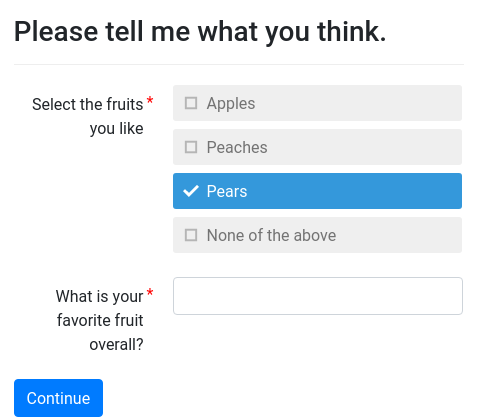 Please tell me what you think.
Select the fruits *
you like
Apples
Peaches
Pears
None of the above
What is your *
favorite fruit
overall?
Continue